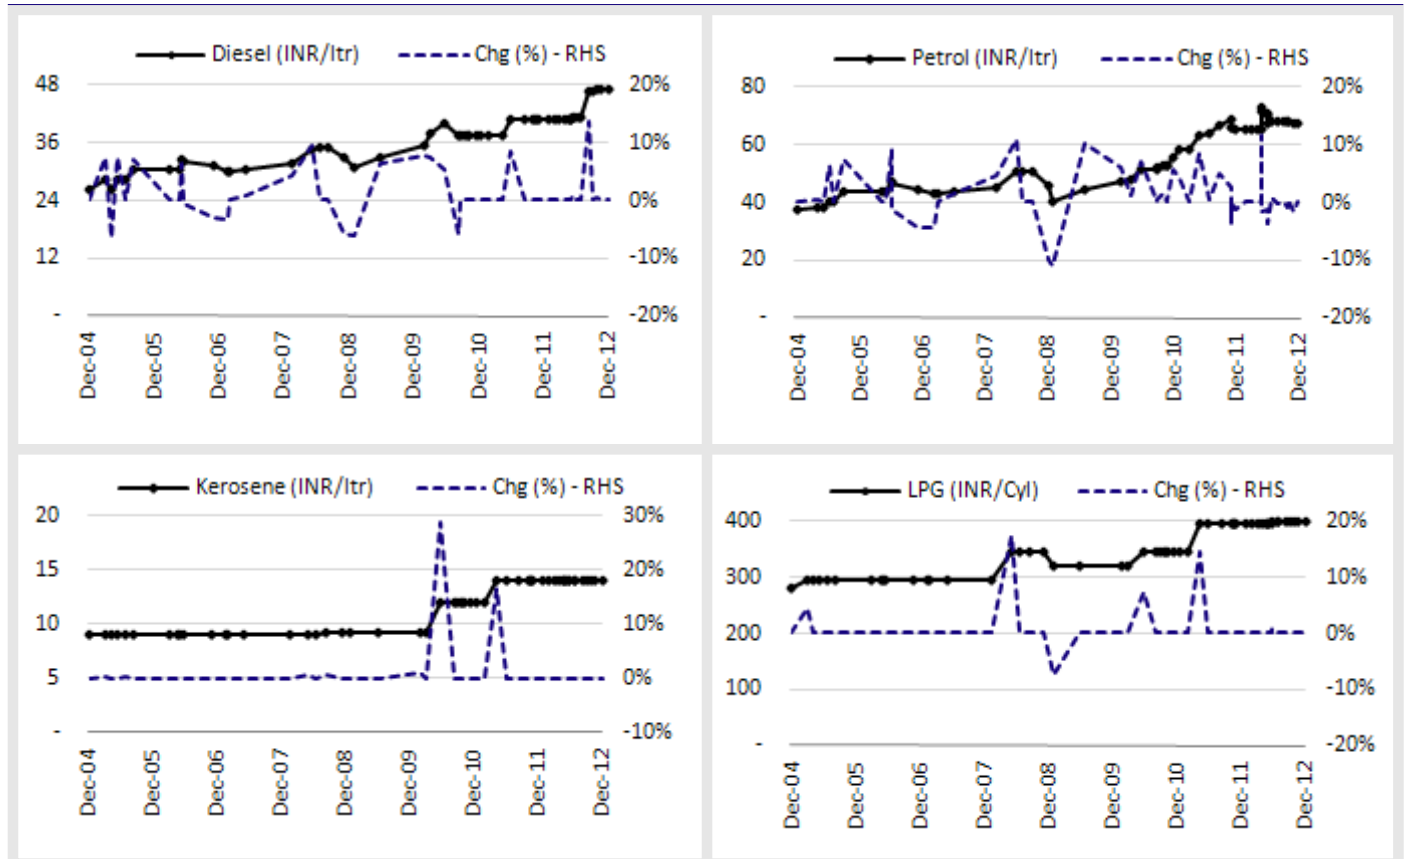 Diesel (INR/ltr) Chg (%) - RHS
48 20%
36 10%
24 0%
12 -10%
- -20%
Dec-04 Dec-05 Dec-06 Dec-07 Dec-08 Dec-09 Dec-10 Dec-11 Dec-12
Petrol (INR/ltr) Chg (%) - RHS
80 20%
60 10%
40 0%
20 -10%
- -20%
Dec-04 Dec-05 Dec-06 Dec-07 Dec-08 Dec-09 Dec-10 Dec-11 Dec-12
Kerosene (INR/ltr) Chg (%) - RHS
20 30%
15 20%
10 10%
5 0%
- -10%
Dec-04 Dec-05 Dec-06 Dec-07 Dec-08 Dec-09 Dec-10 Dec-11 Dec-12
LPG (INR/Cyl) Chg (%) - RHS
400 20%
300 10%
200 0%
100 -10%
- -20%
Dec-04 Dec-05 Dec-06 Dec-07 Dec-08 Dec-09 Dec-10 Dec-11 Dec-12